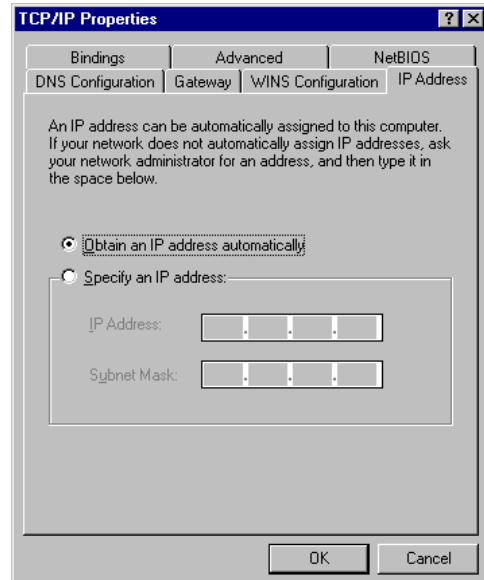 TCP/IP Properties
Bindings Advanced NetBIOS
DNS Configuration Gateway WINS Configuration IP Address
An IP address can be automatically assigned to this computer.
If your network does not automatically assign IP addresses, ask
your network administrator for an address, and then type it in
the space below.
Obtain an IP address automatically
Specify an IP address:
IP Address:
Subnet Mask:
OK Cancel